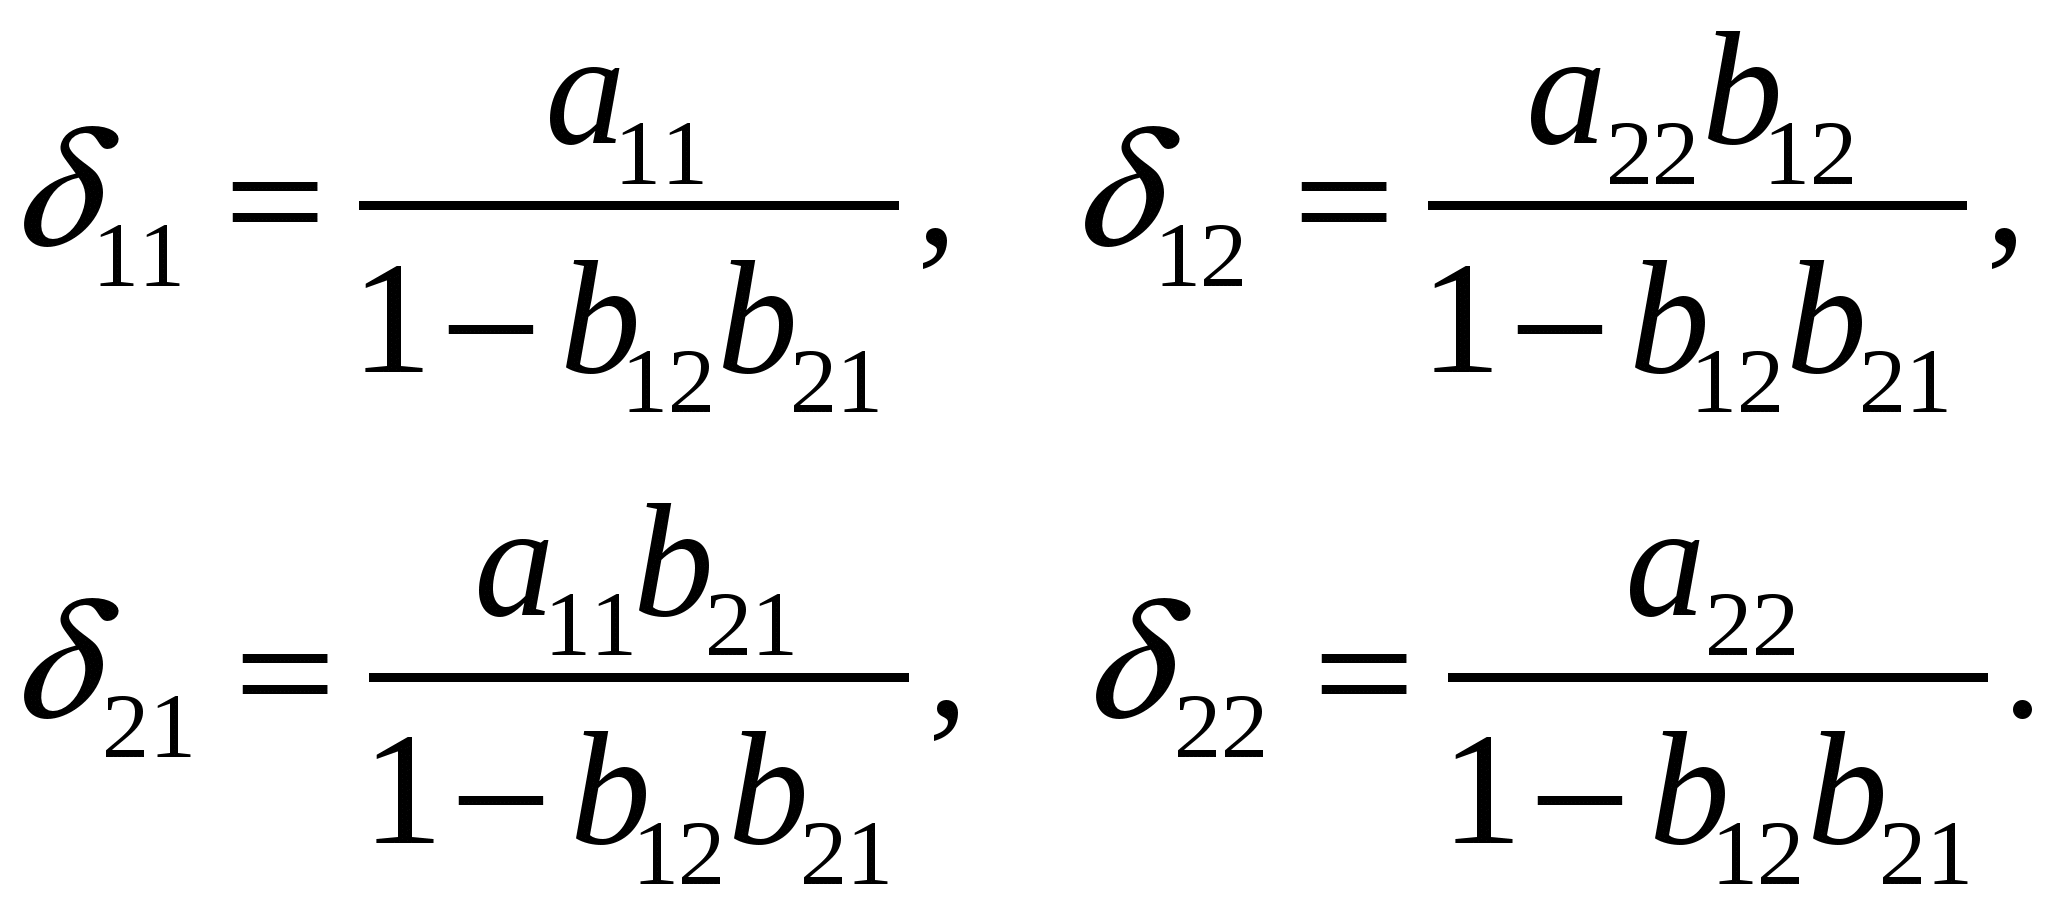 δ₁₁ = a₁₁ / (1 − b₁₂b₂₁), δ₁₂ = a₂₂b₁₂ / (1 − b₁₂b₂₁),
δ₂₁ = a₁₁b₂₁ / (1 − b₁₂b₂₁), δ₂₂ = a₂₂ / (1 − b₁₂b₂₁).